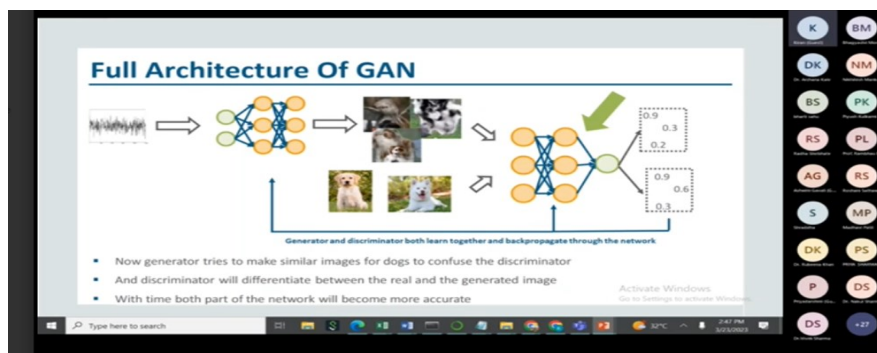 Full Architecture Of GAN
0.9
0.3
0.2
0.9
0.6
0.3
Generator and discriminator both learn together and backpropagate through the network
Now generator tries to make similar images for dogs to confuse the discriminator
And discriminator will differentiate between the real and the generated image
With time both part of the network will become more accurate
Activate Windows
Go to Settings to activate Windows
Type here to search
32°C
2:47 PM
3/23/2023
K
BM
DK
NM
BS
PK
RS
PL
AG
RS
S
MP
DK
PS
P
DS
DS
+27